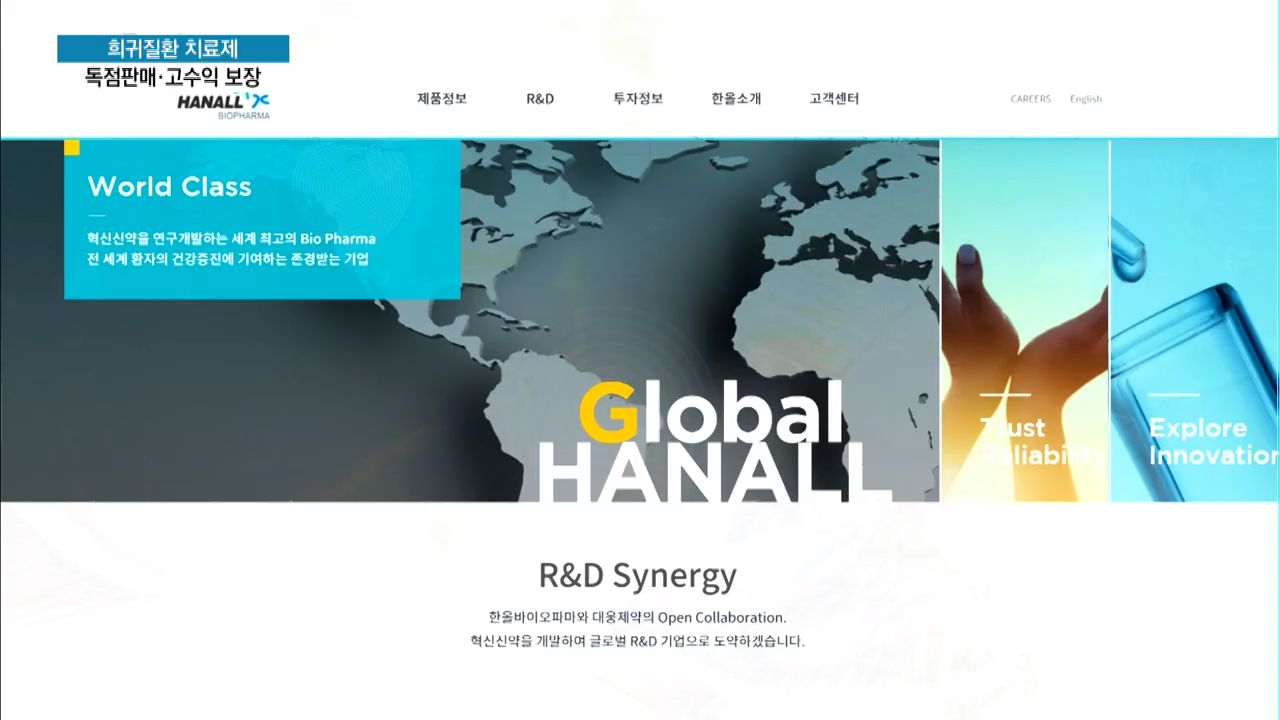 희귀질환 치료제
독점판매·고수익 보장
HANALL
BIOPHARMA
제품정보 R&D 투자정보 한올소개 고객센터
CAREERS English
World Class
혁신신약을 연구개발하는 세계 최고의 Bio Pharma
전 세계 환자의 건강증진에 기여하는 존경받는 기업
Global
HANALL
Trust
Reliability
Explore
Innovation
R&D Synergy
한올바이오파마와 대웅제약의 Open Collaboration.
혁신신약을 개발하여 글로벌 R&D 기업으로 도약하겠습니다.